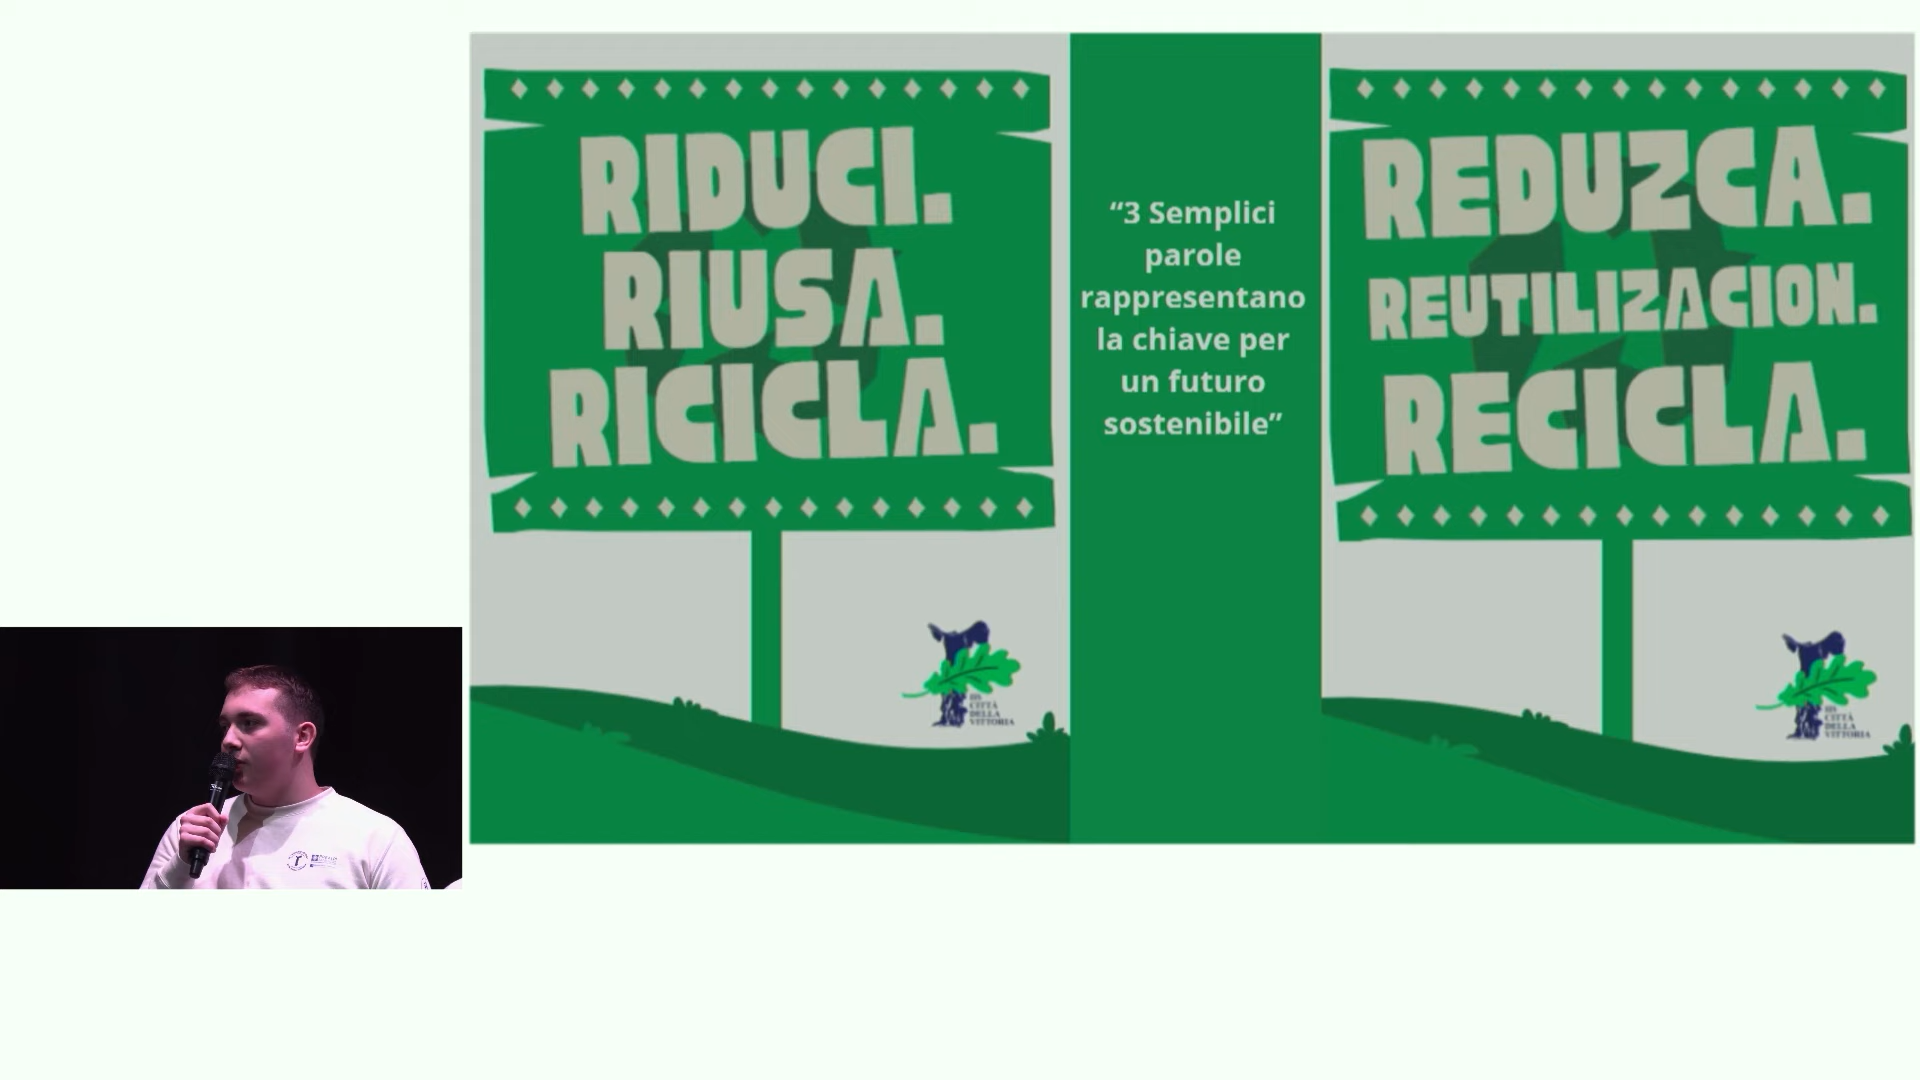 RIDUCI.
RIUSA.
RICICLA.
“3 Semplici
parole
rappresentano
la chiave per
un futuro
sostenibile”
REDUZCA.
REUTILIZACION.
RECICLA.
IIS
CITTÀ
DELLA
VITTORIA
IIS
CITTÀ
DELLA
VITTORIA